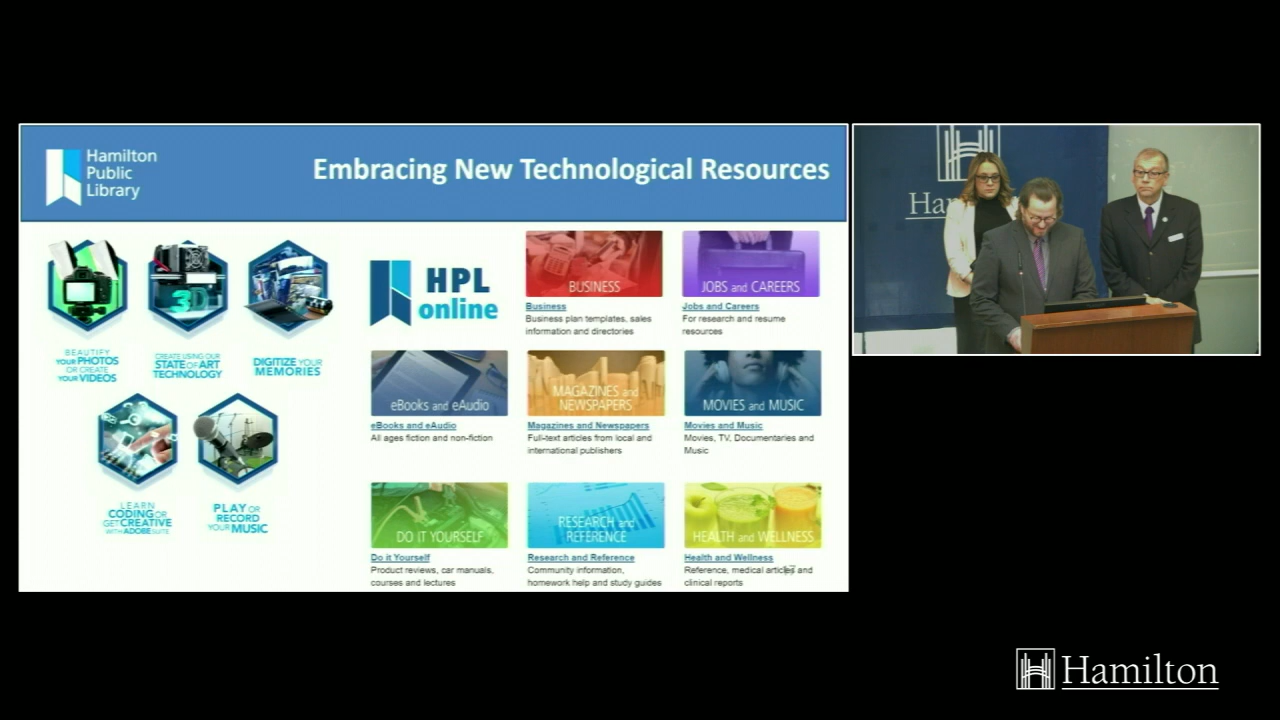 Hamilton
Public
Library
Embracing New Technological Resources
BEAUTIFY
YOUR PHOTOS
OR CREATE
YOUR VIDEOS
3D
CREATE USING OUR
STATE OF ART
TECHNOLOGY
DIGITIZE YOUR
MEMORIES
LEARN
CODING OR
GET CREATIVE
WITH ADOBE SUITE
PLAY OR
RECORD
YOUR MUSIC
HPL
online
BUSINESS
Business
Business plan templates, sales
information and directories
JOBS and CAREERS
Jobs and Careers
For research and resume
resources
eBooks and eAudio
eBooks and eAudio
All ages fiction and non-fiction
MAGAZINES and
NEWSPAPERS
Magazines and Newspapers
Full-text articles from local and
international publishers
MOVIES and MUSIC
Movies and Music
Movies, TV, Documentaries and
Music
DO IT YOURSELF
Do it Yourself
Product reviews, car manuals,
courses and lectures
RESEARCH and
REFERENCE
Research and Reference
Community information,
homework help and study guides
HEALTH and WELLNESS
Health and Wellness
Reference, medical articles and
clinical reports
17
Ha
Hamilton